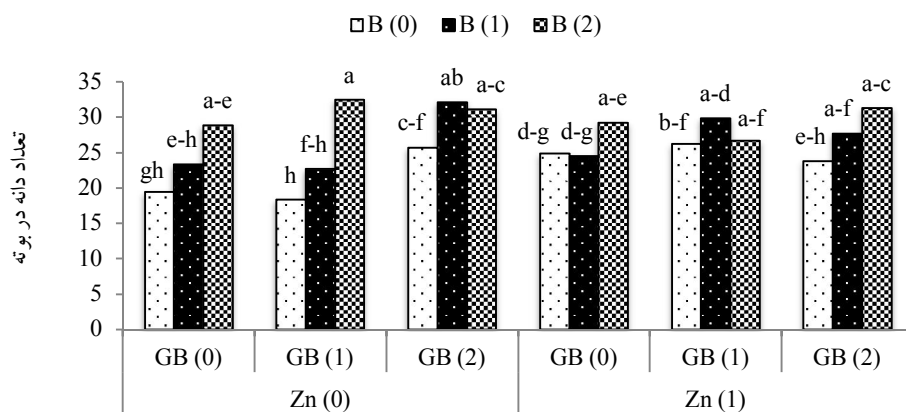 B (0) B (1) B (2)
تعداد دانه در بوته
35
30
25
20
15
10
5
0
gh e-h a-e h f-h a c-f ab a-c d-g d-g a-e b-f a-d a-f e-h a-f a-c
GB (0) GB (1) GB (2) GB (0) GB (1) GB (2)
Zn (0) Zn (1)